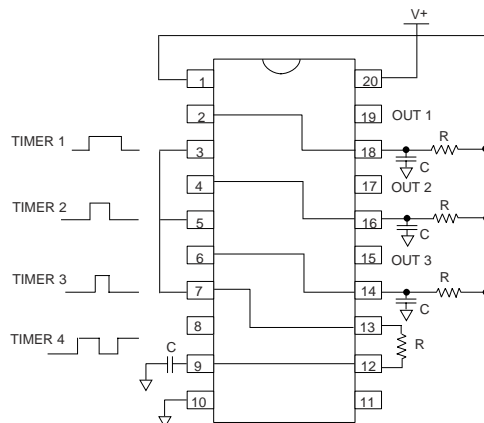 V+
1 20
2 19 OUT 1
TIMER 1 3 18 C R
4 17 OUT 2
TIMER 2 5 16 C R
6 15 OUT 3
TIMER 3 7 14 C R
8 13
TIMER 4 C 9 12 R
10 11